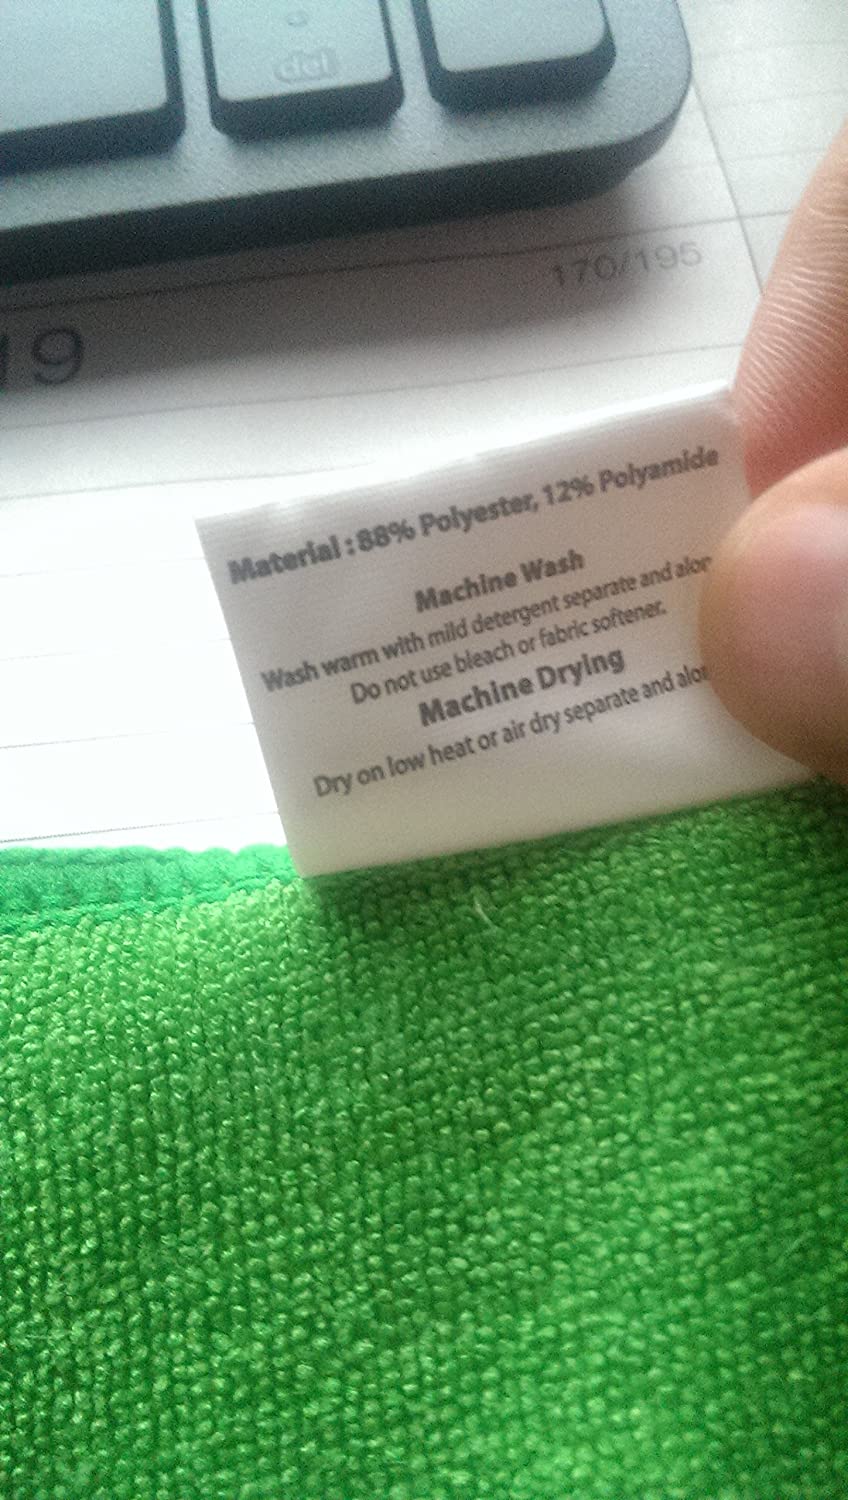 170/195
19
Material : 88% Polyester, 12% Polyamide
Machine Wash
Wash warm with mild detergent separate and
Do not use bleach or fabric softener.
Machine Drying
Dry on low heat or air dry separate and